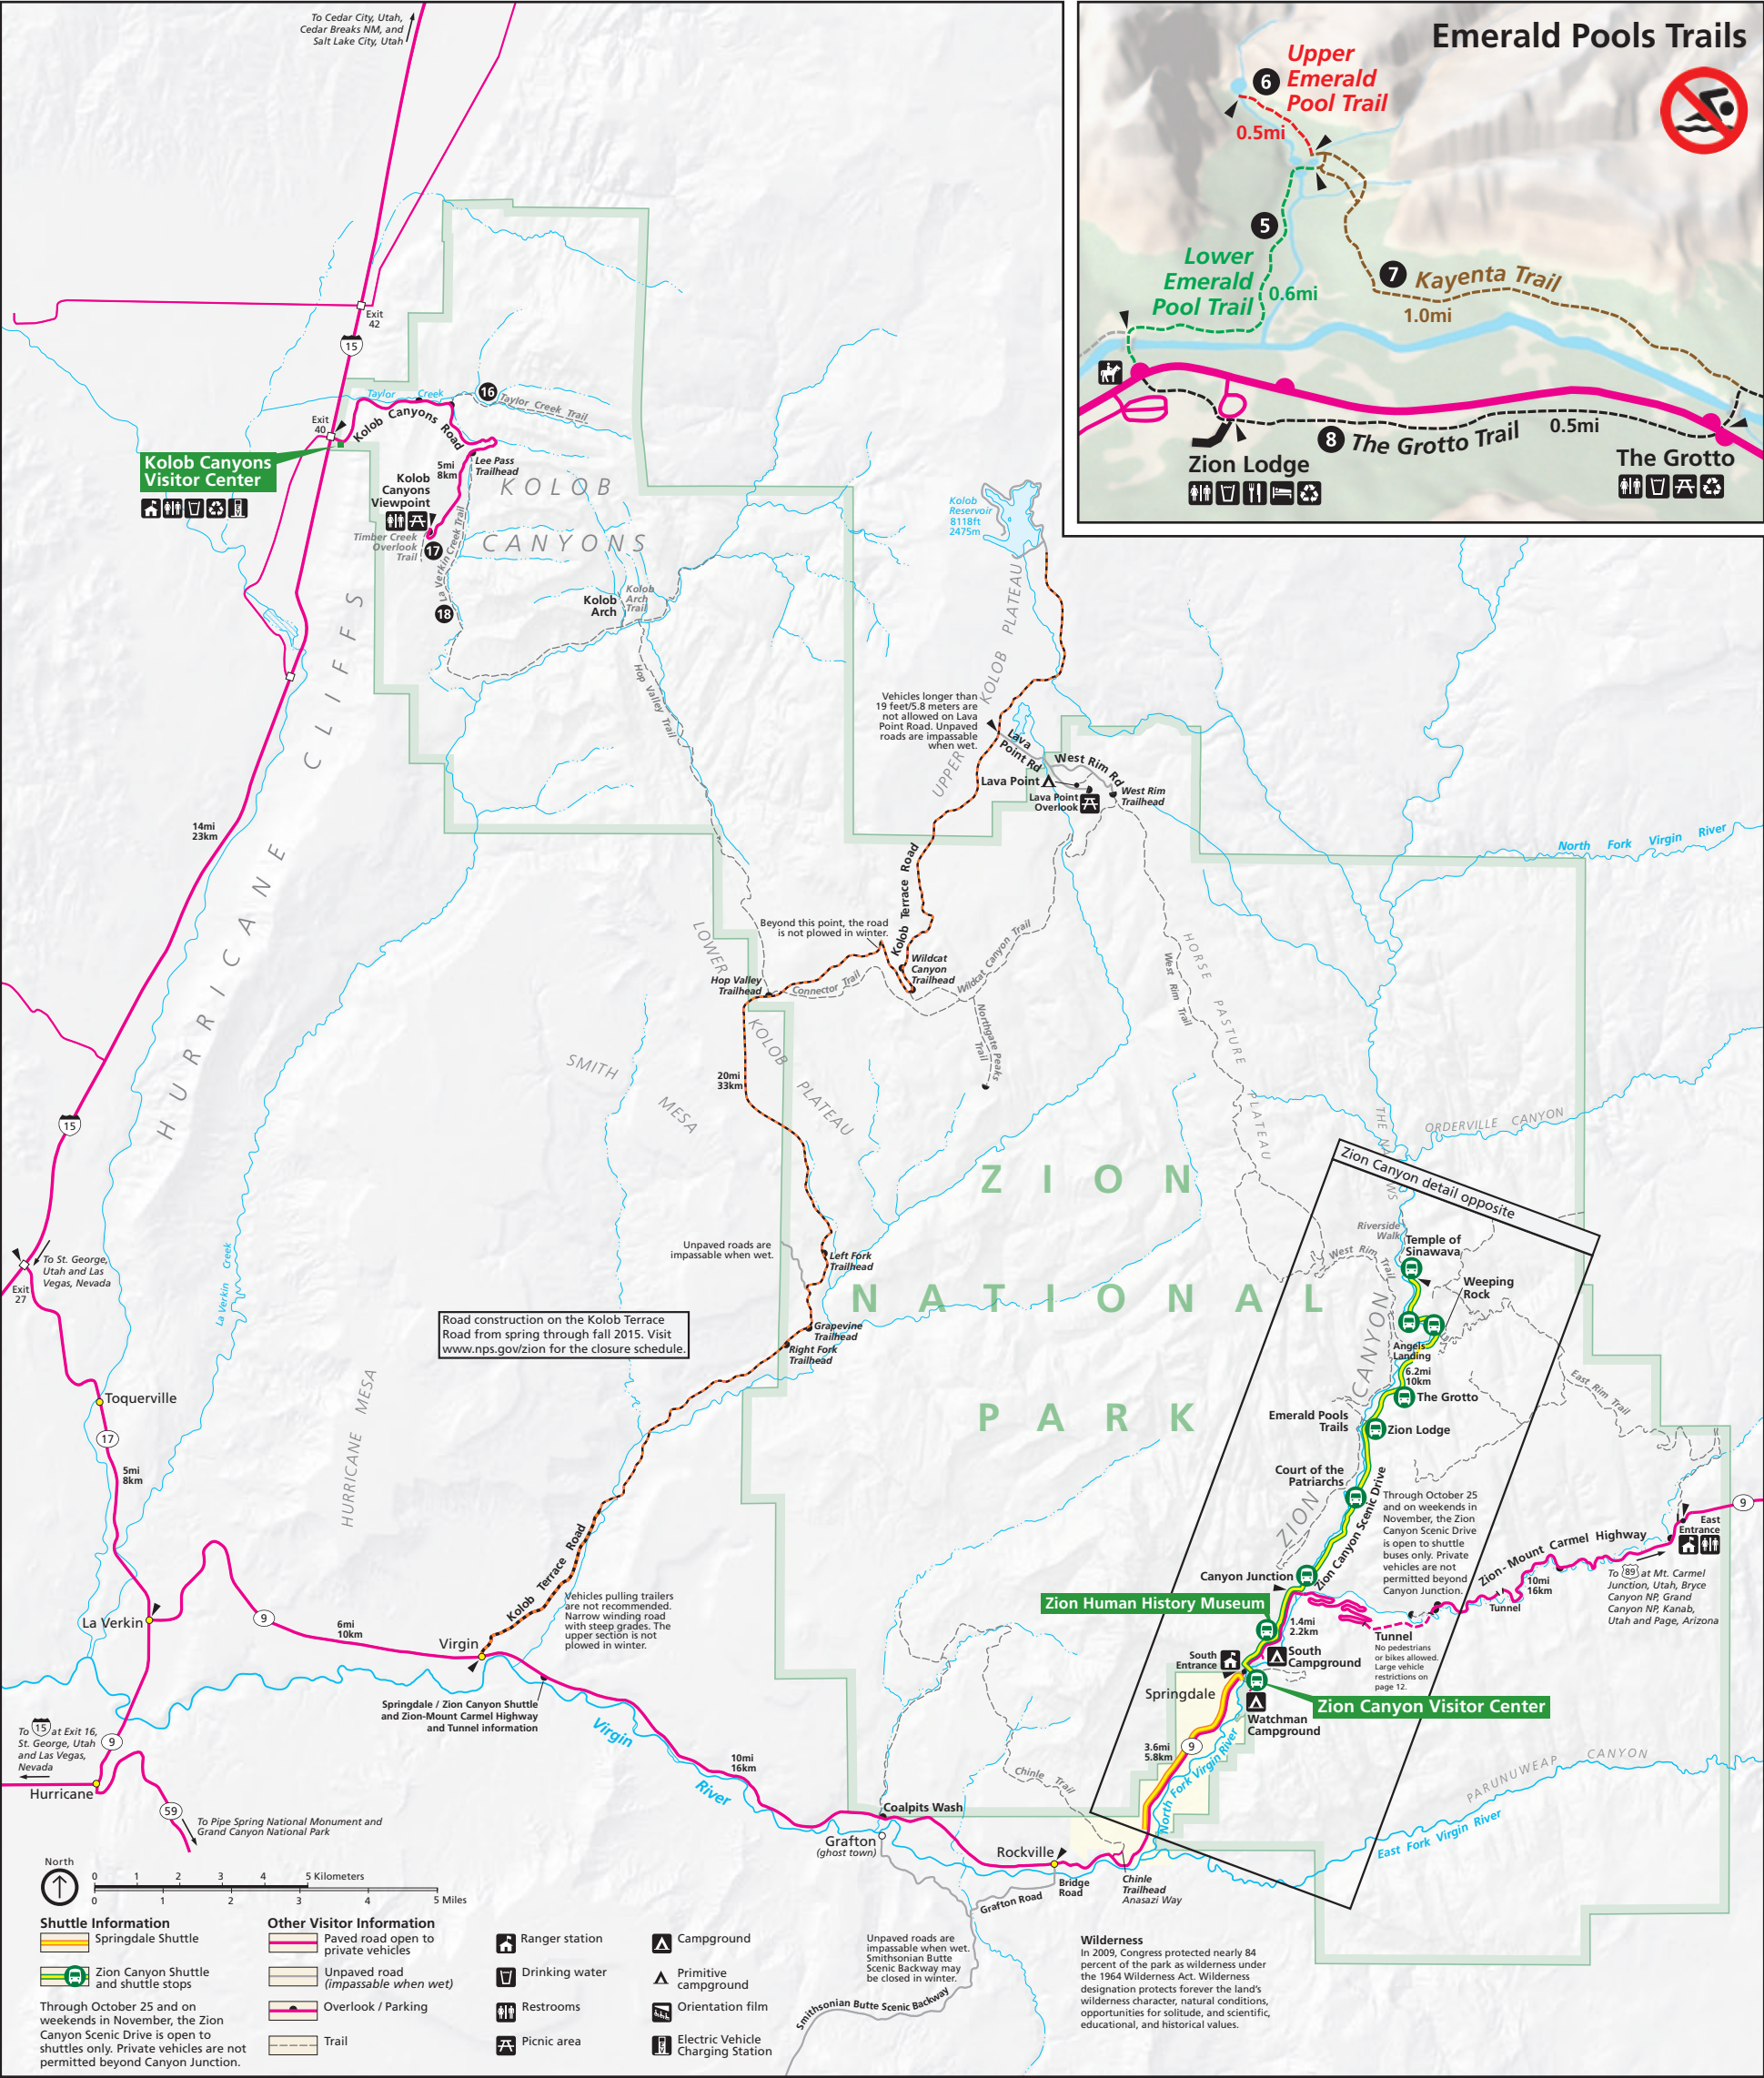 To Cedar City, Utah,
Cedar Breaks NM, and
Salt Lake City, Utah
Emerald Pools Trails
6
Upper
Emerald
Pool Trail
0.5mi
5
Lower
Emerald
Pool Trail
0.6mi
7
Kayenta Trail
1.0mi
8
The Grotto Trail
0.5mi
Zion Lodge
The Grotto
Exit
42
15
Taylor Creek
16
Taylor Creek Trail
Exit
40
Kolob Canyons Road
Kolob Canyons
Visitor Center
5mi
8km
Lee Pass
Trailhead
Kolob
Canyons
Viewpoint
KOLOB
CANYONS
Timber Creek
Overlook
Trail
17
La Verkin Creek Trail
18
Kolob
Arch
Kolob
Arch
Trail
Kolob
Reservoir
8118ft
2475m
Hop Valley Trail
UPPER KOLOB PLATEAU
Vehicles longer than
19 feet/5.8 meters are
not allowed on Lava
Point Road. Unpaved
roads are impassable
when wet.
Lava
Point Rd
West Rim Rd
Lava Point
Lava Point
Overlook
West Rim
Trailhead
HURRICANE CLIFFS
14mi
23km
North Fork Virgin River
Kolob Terrace Road
Beyond this point, the road
is not plowed in winter.
Wildcat
Canyon
Trailhead
Wildcat Canyon Trail
Hop Valley
Trailhead
Connector Trail
Northgate Peaks
Trail
West Rim Trail
HORSE PASTURE PLATEAU
LOWER KOLOB PLATEAU
SMITH
MESA
20mi
33km
15
THE NARROWS
ORDERVILLE CANYON
ZION
NATIONAL
PARK
Zion Canyon detail opposite
Riverside
Walk
Temple of
Sinawava
West Rim Trail
Weeping
Rock
Angels
Landing
6.2mi
10km
The Grotto
Emerald Pools
Trails
Zion Lodge
East Rim Trail
Court of the
Patriarchs
ZION CANYON
Zion Canyon Scenic Drive
Through October 25
and on weekends in
November, the Zion
Canyon Scenic Drive
is open to shuttle
buses only. Private
vehicles are not
permitted beyond
Canyon Junction.
Canyon Junction
Zion Human History Museum
1.4mi
2.2km
Tunnel
No pedestrians
or bikes allowed.
Large vehicle
restrictions on
page 12.
Zion-Mount Carmel Highway
10mi
16km
Tunnel
9
East
Entrance
To 89 at Mt. Carmel
Junction, Utah, Bryce
Canyon NP, Grand
Canyon NP, Kanab,
Utah and Page, Arizona
South
Entrance
South
Campground
Springdale
Zion Canyon Visitor Center
Watchman
Campground
3.6mi
5.8km
9
North Fork Virgin River
PARUNUWEAP CANYON
East Fork Virgin River
Unpaved roads are
impassable when wet.
Left Fork
Trailhead
Grapevine
Trailhead
Right Fork
Trailhead
Road construction on the Kolob Terrace
Road from spring through fall 2015. Visit
www.nps.gov/zion for the closure schedule.
To St. George,
Utah and Las
Vegas, Nevada
Exit
27
La Verkin Creek
Toquerville
17
5mi
8km
HURRICANE MESA
La Verkin
9
6mi
10km
Virgin
Kolob Terrace Road
Vehicles pulling trailers
are not recommended.
Narrow winding road
with steep grades. The
upper section is not
plowed in winter.
Springdale / Zion Canyon Shuttle
and Zion-Mount Carmel Highway
and Tunnel information
Virgin River
10mi
16km
To 15 at Exit 16,
St. George, Utah
and Las Vegas,
Nevada
9
Hurricane
59
To Pipe Spring National Monument and
Grand Canyon National Park
Chinle Trail
Coalpits Wash
Grafton
(ghost town)
Rockville
Bridge
Road
Chinle
Trailhead
Anasazi Way
Grafton Road
Unpaved roads are
impassable when wet.
Smithsonian Butte
Scenic Backway may
be closed in winter.
Smithsonian Butte Scenic Backway
Wilderness
In 2009, Congress protected nearly 84
percent of the park as wilderness under
the 1964 Wilderness Act. Wilderness
designation protects forever the land's
wilderness character, natural conditions,
opportunities for solitude, and scientific,
educational, and historical values.
North
0 1 2 3 4 5 Kilometers
0 1 2 3 4 5 Miles
Shuttle Information
Springdale Shuttle
Zion Canyon Shuttle
and shuttle stops
Through October 25 and on
weekends in November, the Zion
Canyon Scenic Drive is open to
shuttles only. Private vehicles are not
permitted beyond Canyon Junction.
Other Visitor Information
Paved road open to
private vehicles
Unpaved road
(impassable when wet)
Overlook / Parking
Trail
Ranger station
Drinking water
Restrooms
Picnic area
Campground
Primitive
campground
Orientation film
Electric Vehicle
Charging Station